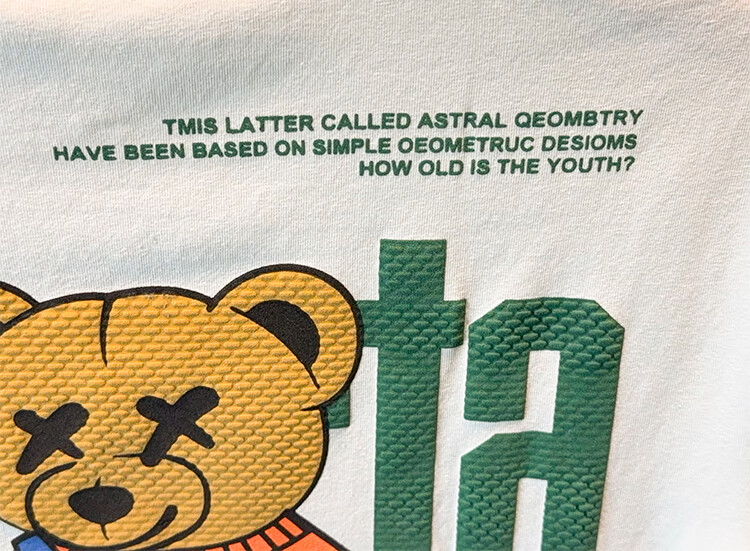 TMIS LATTER CALLED ASTRAL QEOMBTRY
HAVE BEEN BASED ON SIMPLE OEOMETRUC DESIOMS
HOW OLD IS THE YOUTH?
ta